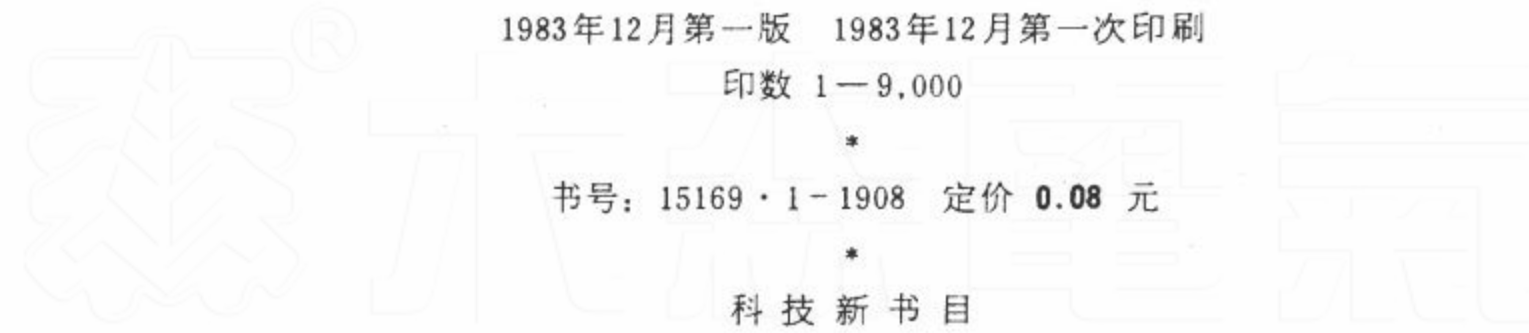 1983年12月第一版 1983年12月第一次印刷
印数 1—9,000
*
书号：15169·1-1908 定价 0.08 元
*
科技新书目